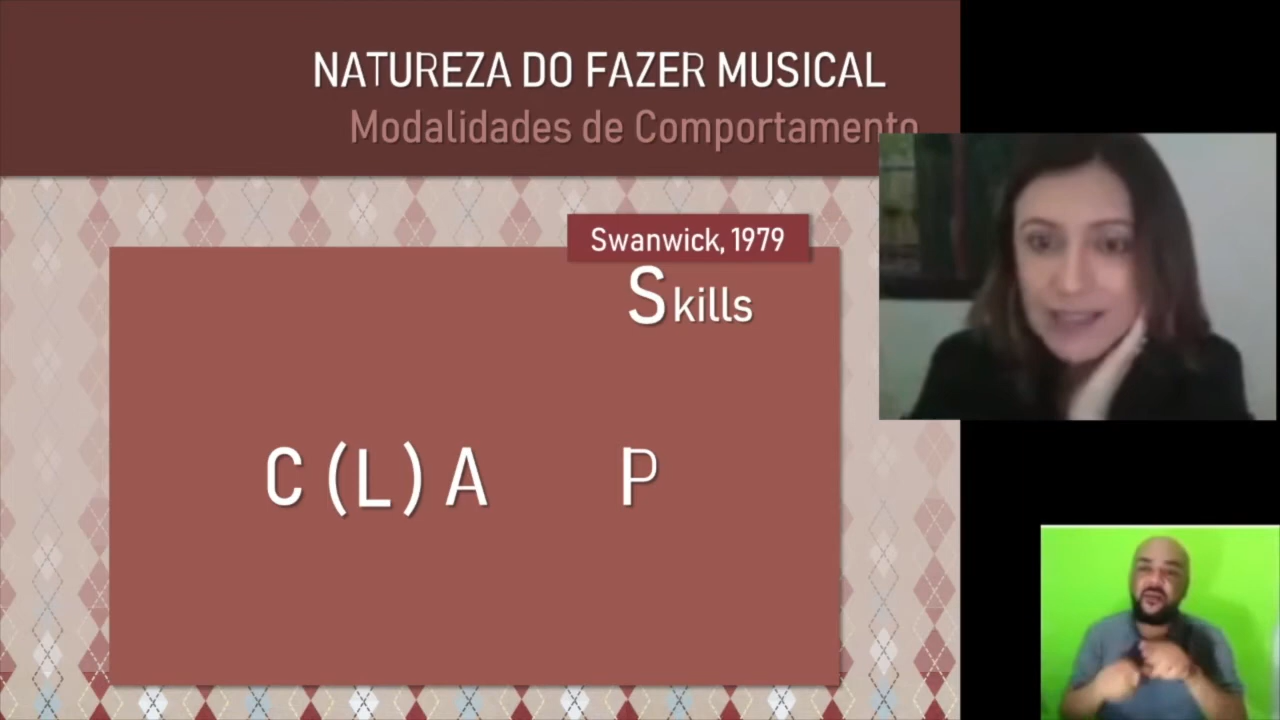 NATUREZA DO FAZER MUSICAL
Modalidades de Comportamento
Swanwick, 1979
Skills
C (L) A P